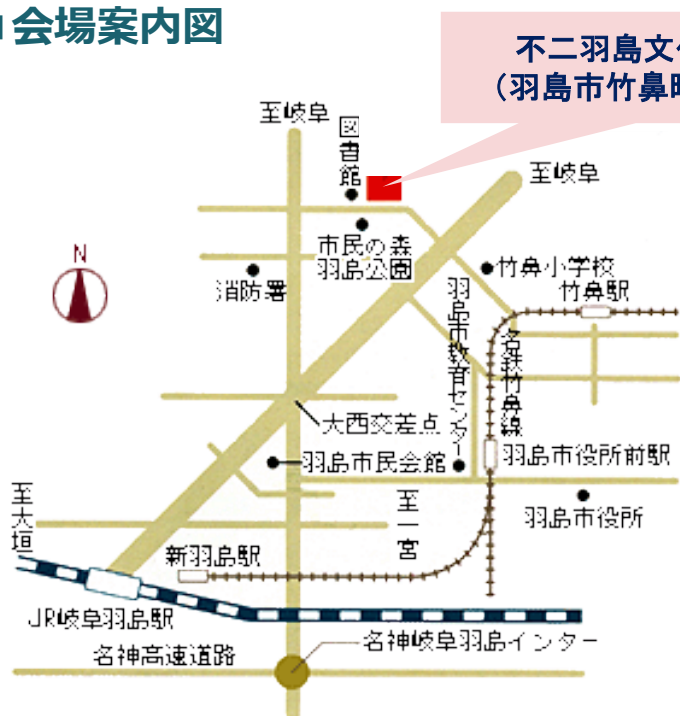 会場案内図
不二羽島文化
(羽島市竹鼻町
至岐阜
図書館
至岐阜
市民の森
羽島公園
竹鼻小学校
竹鼻駅
N
消防署
羽島市教育センター
名鉄竹鼻線
大西交差点
羽島市民会館
羽島市役所前駅
至大垣
至一宮
羽島市役所
新羽島駅
JR岐阜羽島駅
名神高速道路
名神岐阜羽島インター